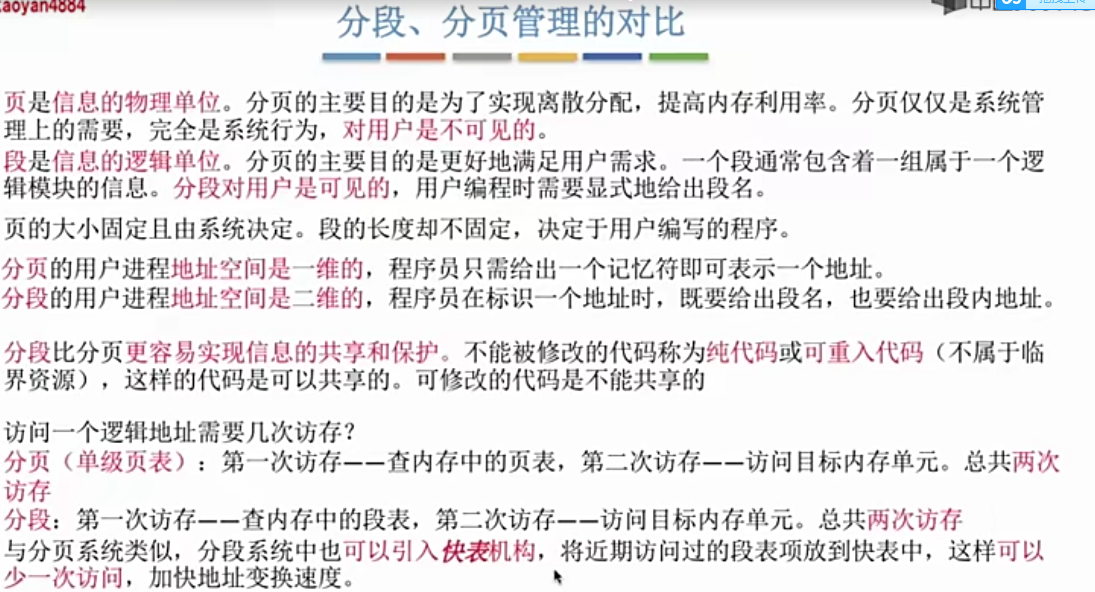 aoyan4884
分段、分页管理的对比
页是信息的物理单位。分页的主要目的是为了实现离散分配，提高内存利用率。分页仅仅是系统管
理上的需要，完全是系统行为，对用户是不可见的。
段是信息的逻辑单位。分页的主要目的是更好地满足用户需求。一个段通常包含着一组属于一个逻
辑模块的信息。分段对用户是可见的，用户编程时需要显式地给出段名。
页的大小固定且由系统决定。段的长度却不固定，决定于用户编写的程序。
分页的用户进程地址空间是一维的，程序员只需给出一个记忆符即可表示一个地址。
分段的用户进程地址空间是二维的，程序员在标识一个地址时，既要给出段名，也要给出段内地址。
分段比分页更容易实现信息的共享和保护。不能被修改的代码称为纯代码或可重入代码（不属于临
界资源），这样的代码是可以共享的。可修改的代码是不能共享的
访问一个逻辑地址需要几次访存？
分页（单级页表）：第一次访存——查内存中的页表，第二次访存——访问目标内存单元。总共两次
访存
分段：第一次访存——查内存中的段表，第二次访存——访问目标内存单元。总共两次访存
与分页系统类似，分段系统中也可以引入快表机构，将近期访问过的段表项放到快表中，这样可以
少一次访问，加快地址变换速度。